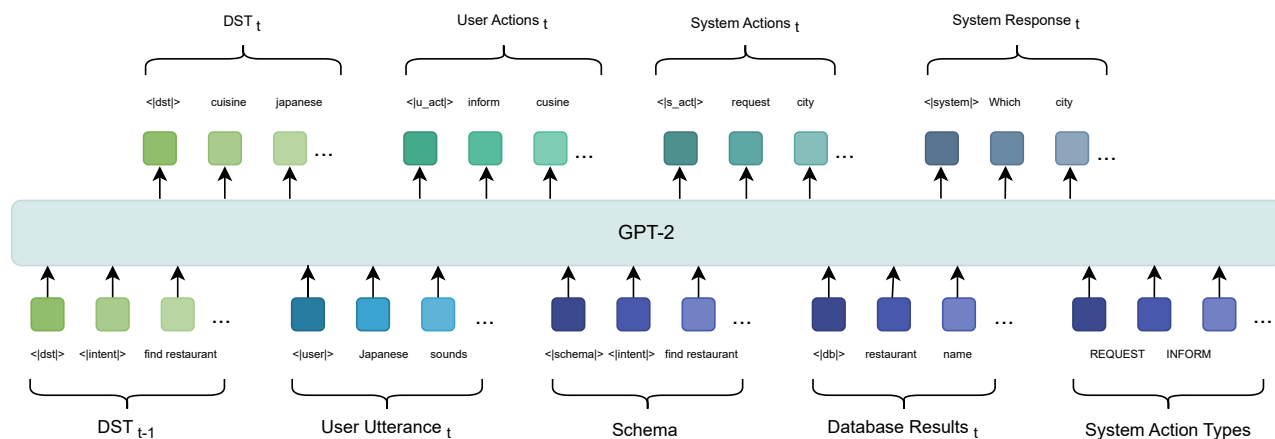 DST t User Actions t System Actions t System Response t
<|dst|> cuisine japanese <|u_act|> inform cusine <|s_act|> request city <|system|> Which city
... ... ... ...
GPT-2
... ... ... ... ...
<|dst|> <|intent|> find restaurant <|user|> Japanese sounds <|schema|> <|intent|> find restaurant <|db|> restaurant name REQUEST INFORM
DST t-1 User Utterance t Schema Database Results t System Action Types